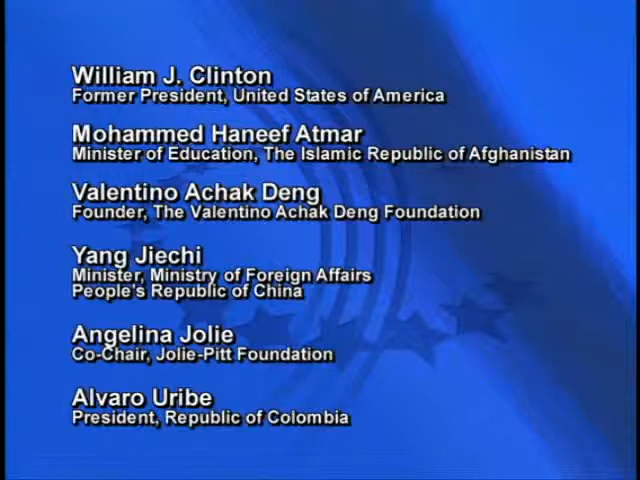 William J. Clinton
Former President, United States of America
Mohammed Haneef Atmar
Minister of Education, The Islamic Republic of Afghanistan
Valentino Achak Deng
Founder, The Valentino Achak Deng Foundation
Yang Jiechi
Minister, Ministry of Foreign Affairs
People's Republic of China
Angelina Jolie
Co-Chair, Jolie-Pitt Foundation
Alvaro Uribe
President, Republic of Colombia